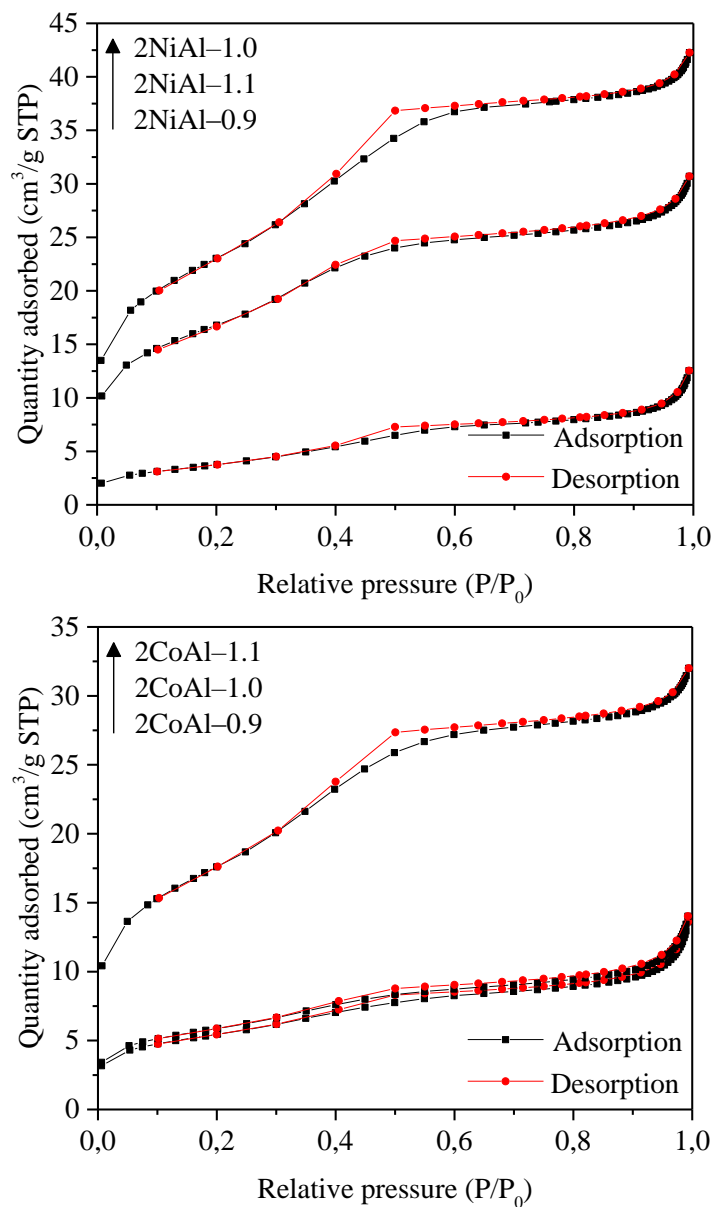 45
40
35
30
25
20
15
10
5
0
Quantity adsorbed (cm³/g STP)
2NiAl–1.0
2NiAl–1.1
2NiAl–0.9
Adsorption
Desorption
0,0 0,2 0,4 0,6 0,8 1,0
Relative pressure (P/P₀)
35
30
25
20
15
10
5
0
Quantity adsorbed (cm³/g STP)
2CoAl–1.1
2CoAl–1.0
2CoAl–0.9
Adsorption
Desorption
0,0 0,2 0,4 0,6 0,8 1,0
Relative pressure (P/P₀)